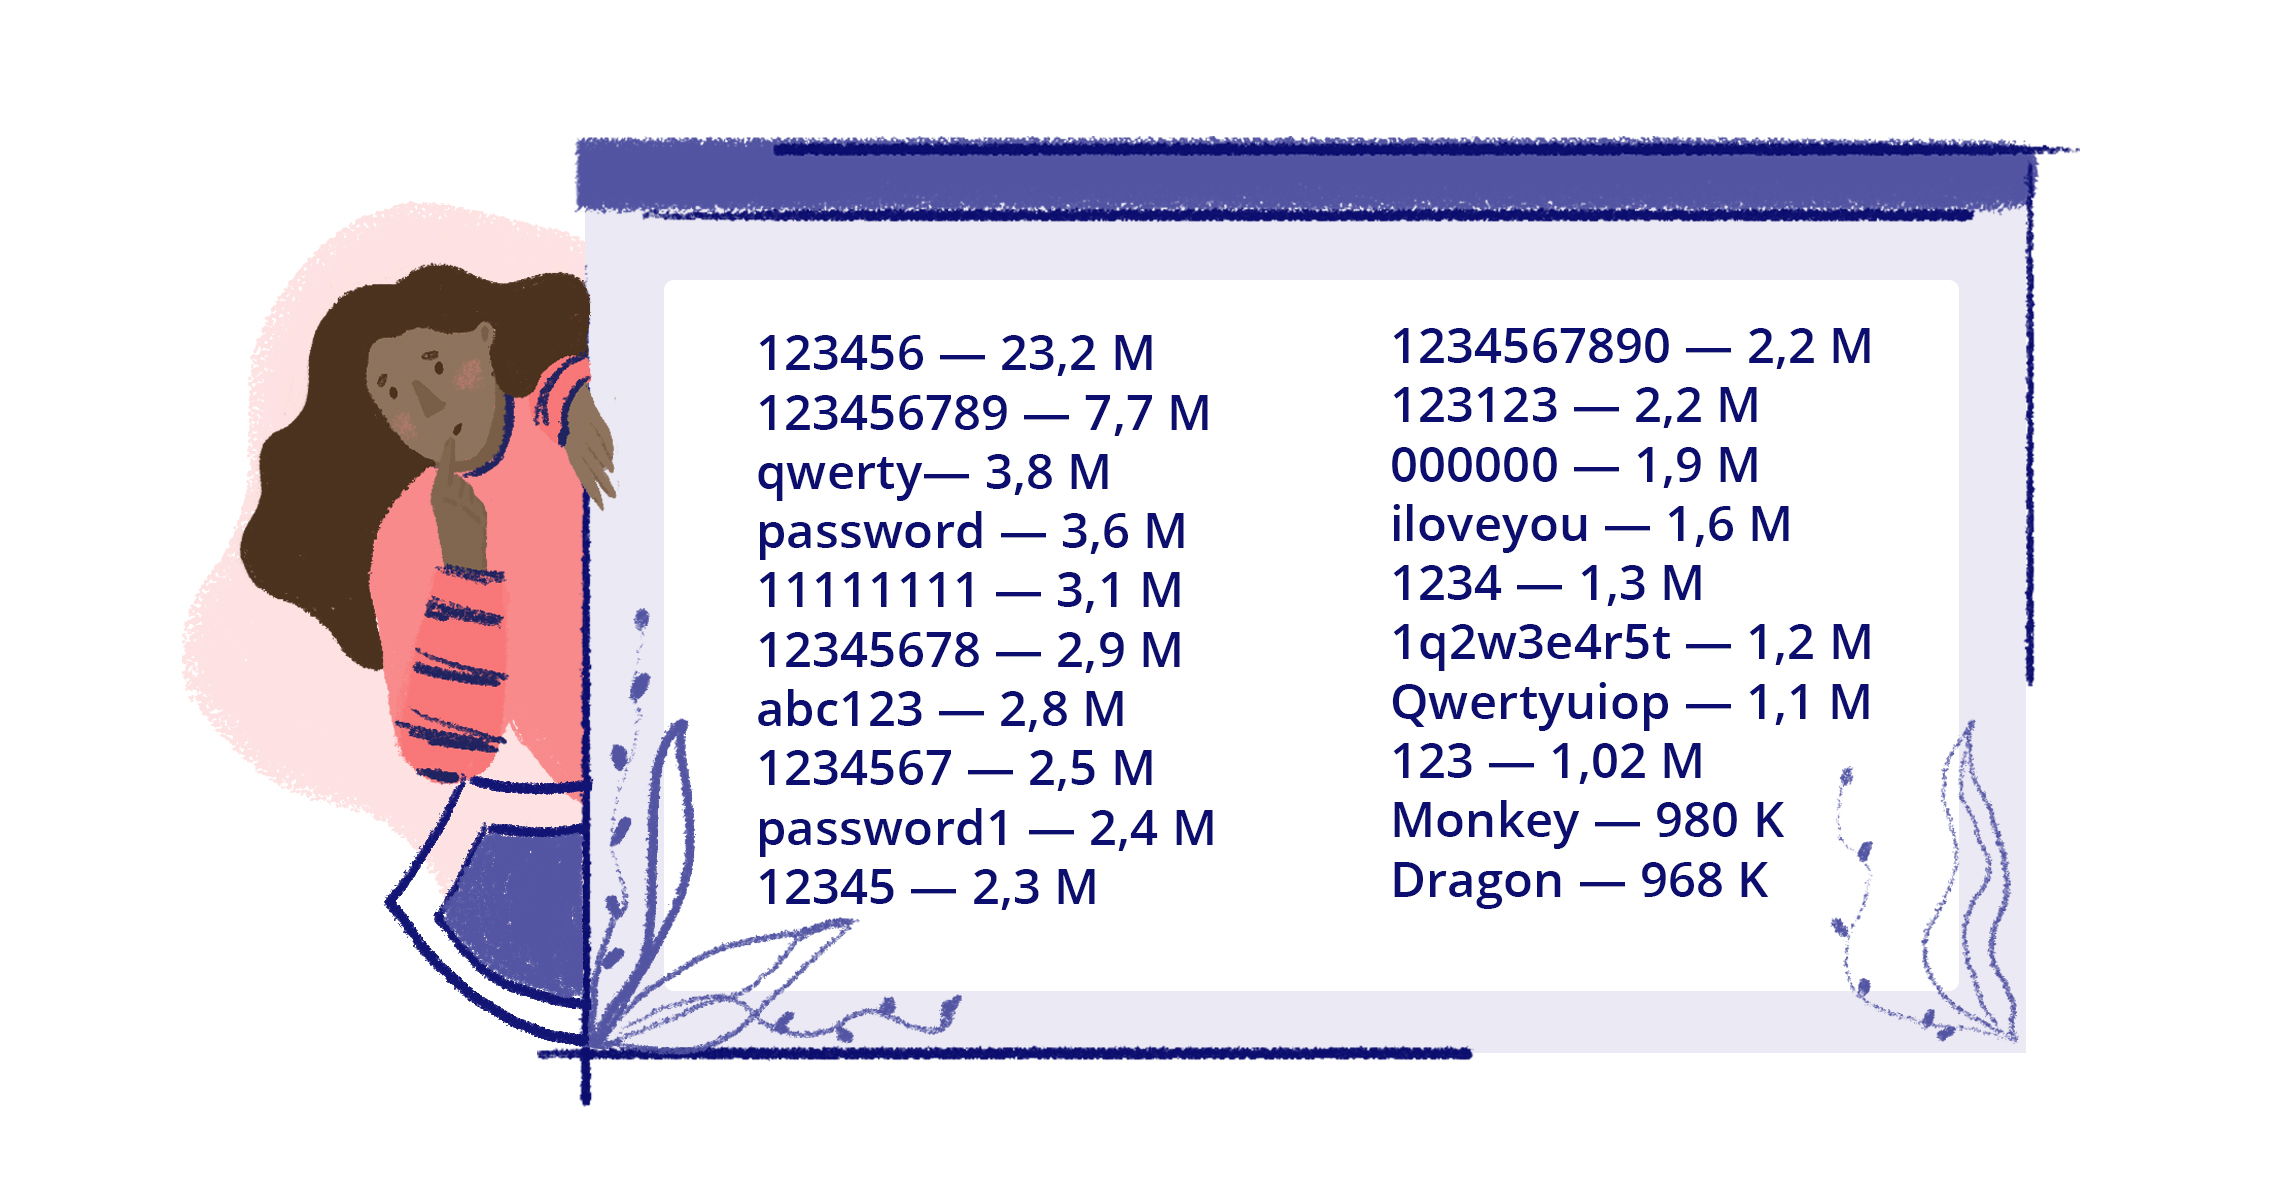 123456 — 23,2 M
123456789 — 7,7 M
qwerty— 3,8 M
password — 3,6 M
11111111 — 3,1 M
12345678 — 2,9 M
abc123 — 2,8 M
1234567 — 2,5 M
password1 — 2,4 M
12345 — 2,3 M
1234567890 — 2,2 M
123123 — 2,2 M
000000 — 1,9 M
iloveyou — 1,6 M
1234 — 1,3 M
1q2w3e4r5t — 1,2 M
Qwertyuiop — 1,1 M
123 — 1,02 M
Monkey — 980 K
Dragon — 968 K